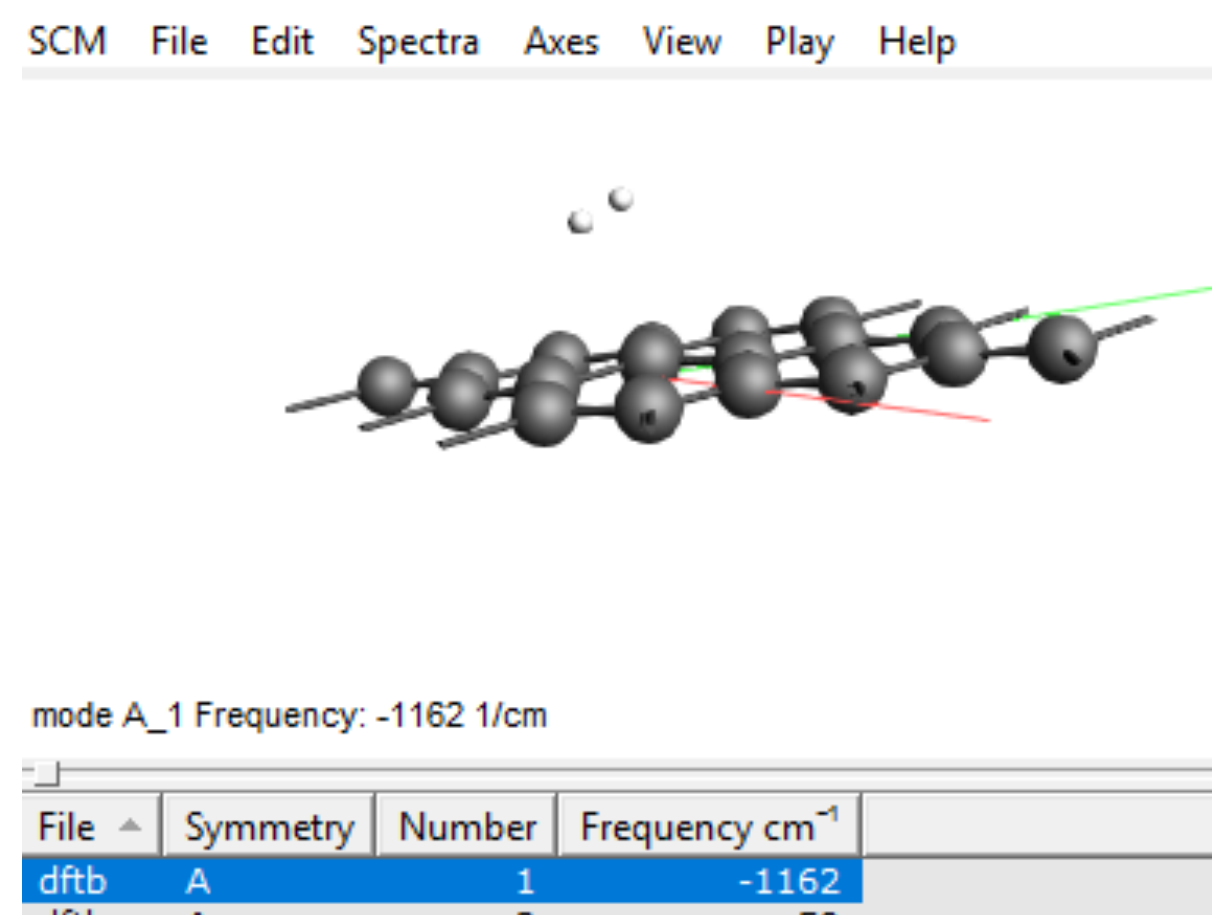 SCM File Edit Spectra Axes View Play Help
mode A_1 Frequency: -1162 1/cm
File Symmetry Number Frequency cm⁻¹
dftb A 1 -1162